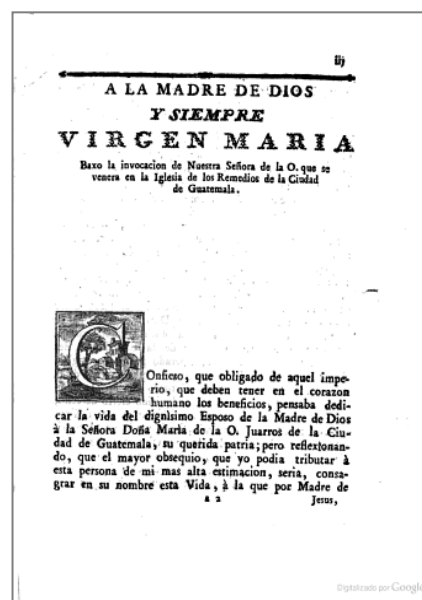 iij
A LA MADRE DE DIOS
Y SIEMPRE
VIRGEN MARIA
Baxo la invocacion de Nuestra Señora de la O. que se
venera en la Iglesia de los Remedios de la Ciudad
de Guatemala.
COnfieso, que obligado de aquel impe-
rio, que deben tener en el corazon
humano los beneficios, pensaba dedi-
car la vida del dignisimo Esposo de la Madre de Dios
à la Señora Doña Maria de la O. Juarros de la Ciu-
dad de Guatemala, su querida patria; pero reflexionan-
do, que el mayor obsequio, que yo podia tributar à
esta persona de mi mas alta estimacion, seria, consa-
grar en su nombre esta Vida, à la que por Madre de
a 2 Jesus,
Digitalizado por Google